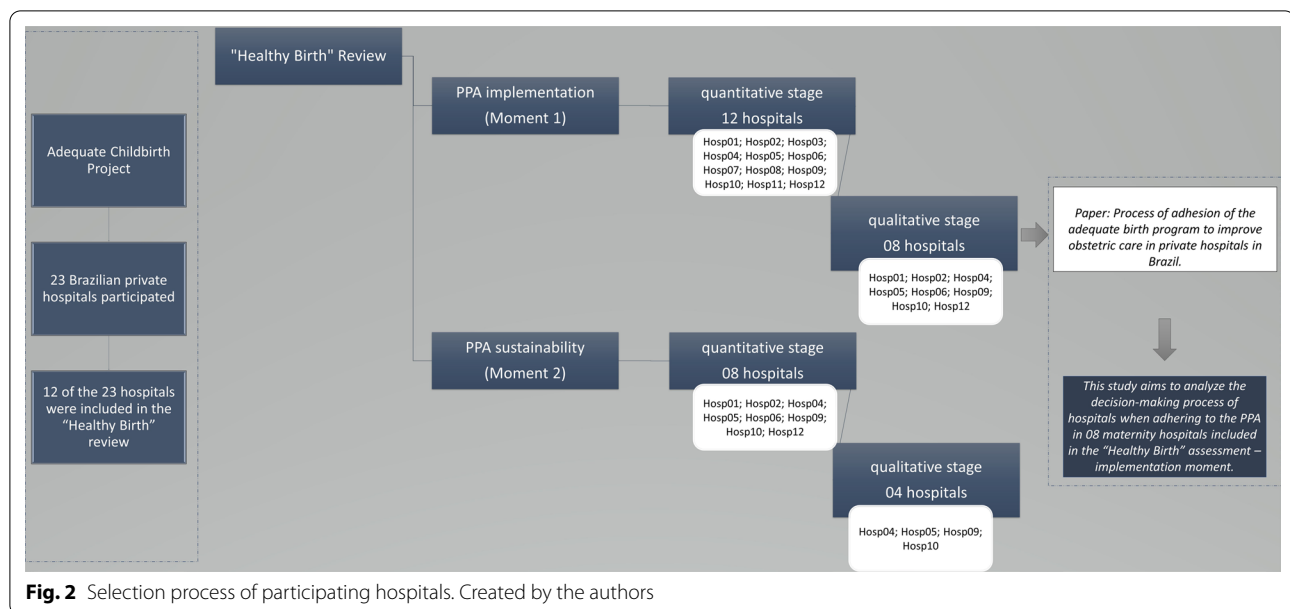 Adequate Childbirth
Project
23 Brazilian private
hospitals participated
12 of the 23 hospitals
were included in the
“Healthy Birth”
review
"Healthy Birth" Review
PPA implementation
(Moment 1)
quantitative stage
12 hospitals
Hosp01; Hosp02; Hosp03;
Hosp04; Hosp05; Hosp06;
Hosp07; Hosp08; Hosp09;
Hosp10; Hosp11; Hosp12
qualitative stage
08 hospitals
Hosp01; Hosp02; Hosp04;
Hosp05; Hosp06; Hosp09;
Hosp10; Hosp12
PPA sustainability
(Moment 2)
quantitative stage
08 hospitals
Hosp01; Hosp02; Hosp04;
Hosp05; Hosp06; Hosp09;
Hosp10; Hosp12
qualitative stage
04 hospitals
Hosp04; Hosp05; Hosp09;
Hosp10
Paper: Process of adhesion of the
adequate birth program to improve
obstetric care in private hospitals in
Brazil.
This study aims to analyze the
decision-making process of
hospitals when adhering to the PPA
in 08 maternity hospitals included
in the “Healthy Birth” assessment –
implementation moment.
Fig. 2 Selection process of participating hospitals. Created by the authors